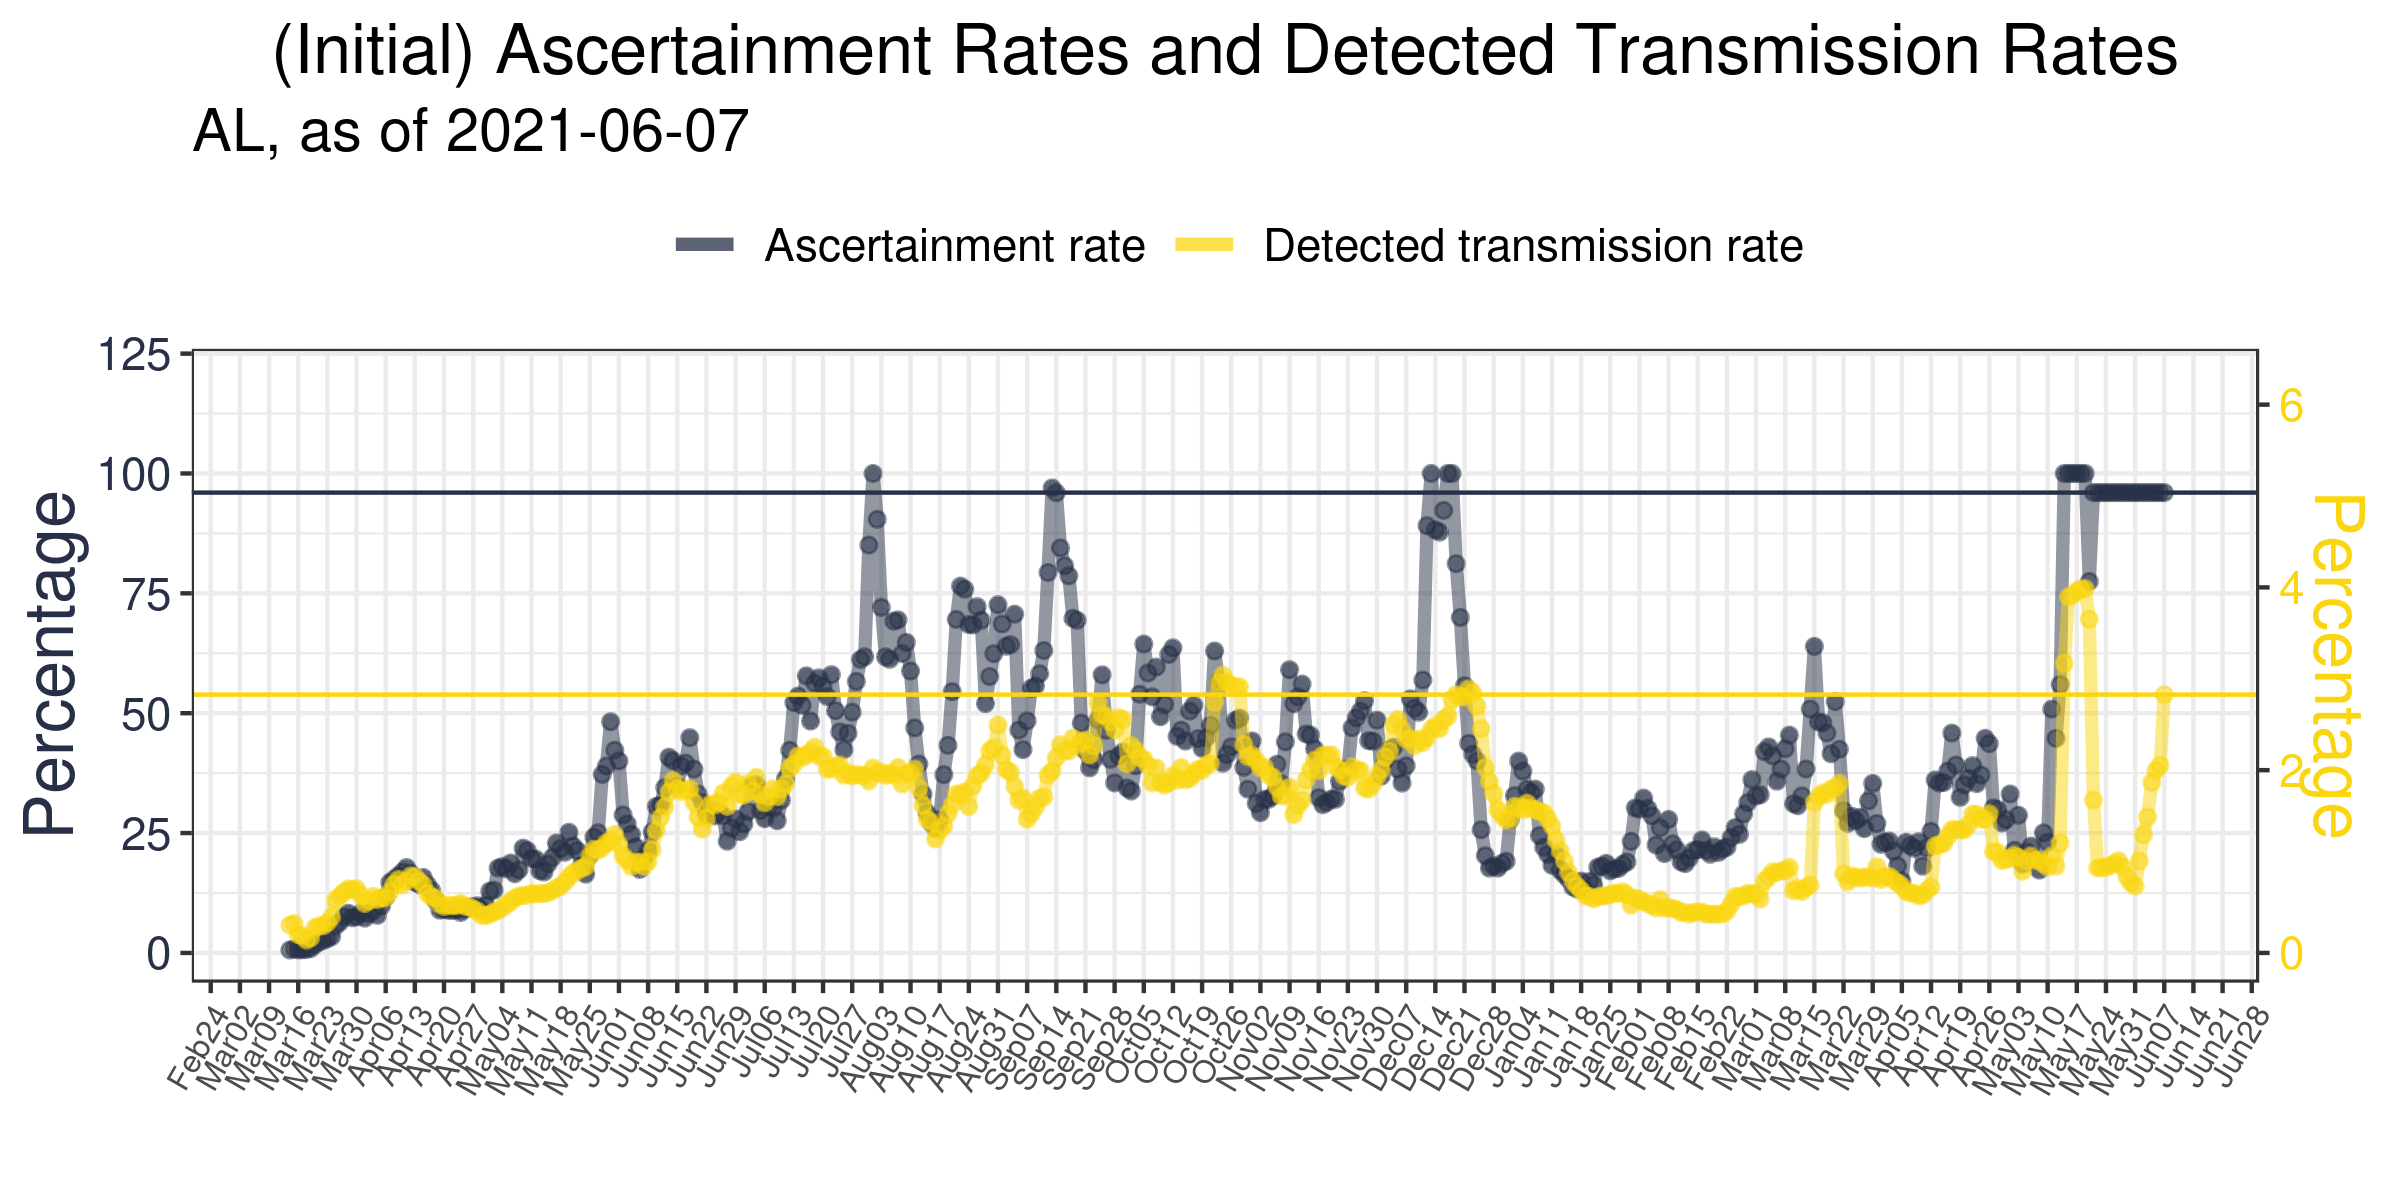 (Initial) Ascertainment Rates and Detected Transmission Rates
AL, as of 2021-06-07
Ascertainment rate
Detected transmission rate
Percentage
125
100
75
50
25
0
6
4
2
0
Percentage
Feb24
Mar02
Mar09
Mar16
Mar23
Mar30
Apr06
Apr13
Apr20
Apr27
May04
May11
May18
May25
Jun01
Jun08
Jun15
Jun22
Jun29
Jul06
Jul13
Jul20
Jul27
Aug03
Aug10
Aug17
Aug24
Aug31
Sep07
Sep14
Sep21
Sep28
Oct05
Oct12
Oct19
Oct26
Nov02
Nov09
Nov16
Nov23
Nov30
Dec07
Dec14
Dec21
Dec28
Jan04
Jan11
Jan18
Jan25
Feb01
Feb08
Feb15
Feb22
Mar01
Mar08
Mar15
Mar22
Mar29
Apr05
Apr12
Apr19
Apr26
May03
May10
May17
May24
May31
Jun07
Jun14
Jun21
Jun28